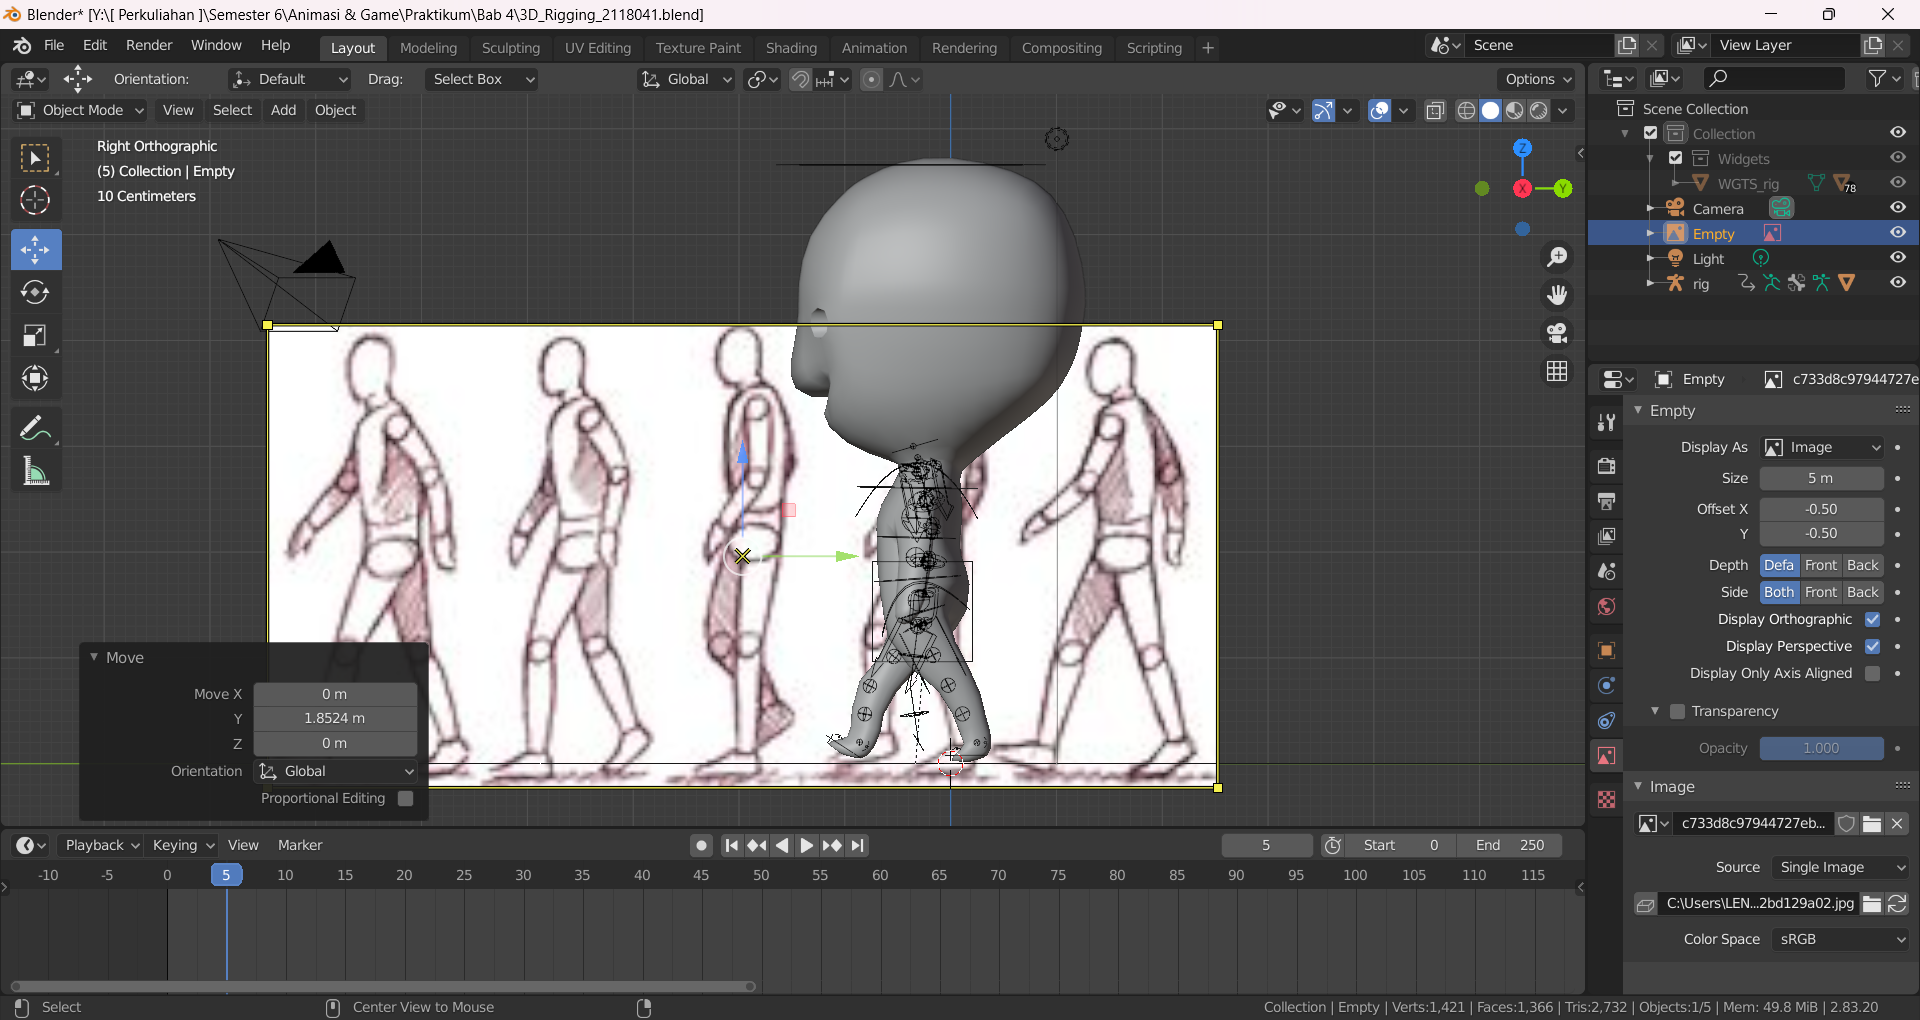 Blender* [Y:\[ Perkuliahan ]\Semester 6\Animasi & Game\Praktikum\Bab 4\3D_Rigging_2118041.blend]
File Edit Render Window Help Layout Modeling Sculpting UV Editing Texture Paint Shading Animation Rendering Compositing Scripting + Scene View Layer
Orientation: Default Drag: Select Box Global Options
Object Mode View Select Add Object
Right Orthographic
(5) Collection | Empty
10 Centimeters
Z
X
Y
Scene Collection
Collection
Widgets
WGTS_rig 78
Camera
Empty
Light
rig
Empty c733d8c97944727e
Empty
Display As Image
Size 5 m
Offset X -0.50
Y -0.50
Depth Defa Front Back
Side Both Front Back
Display Orthographic
Display Perspective
Display Only Axis Aligned
Transparency
Opacity 1.000
Image
c733d8c97944727eb...
Source Single Image
C:\Users\LEN...2bd129a02.jpg
Color Space sRGB
Move
Move X 0 m
Y 1.8524 m
Z 0 m
Orientation Global
Proportional Editing
Playback Keying View Marker 5 Start 0 End 250
-10 -5 0 5 10 15 20 25 30 35 40 45 50 55 60 65 70 75 80 85 90 95 100 105 110 115
Select Center View to Mouse Collection | Empty | Verts:1,421 | Faces:1,366 | Tris:2,732 | Objects:1/5 | Mem: 49.8 MiB | 2.83.20